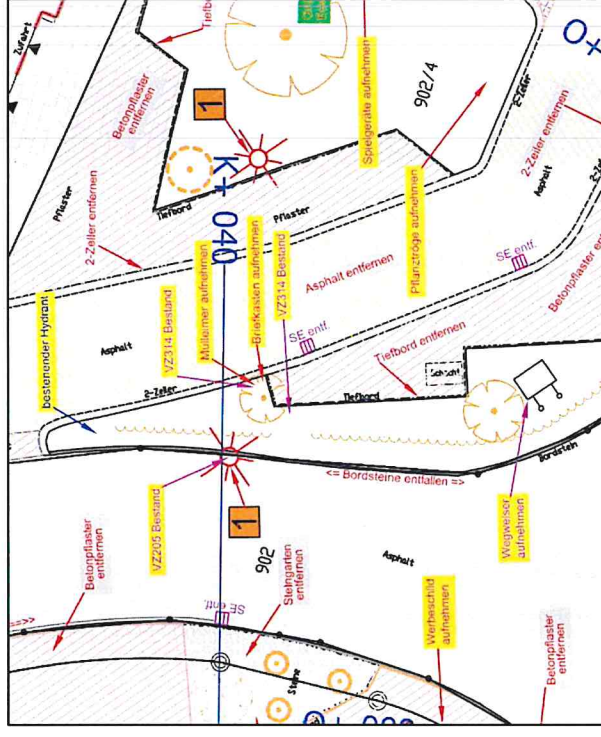 Zufahrt
Betonpflaster
entfernen
1
Pflaster
2-Zeiler entfernen
Tiefbord
K+ 040
Pflaster
Spielgeräte aufnehmen
902/4
2-Zeiler
2-Zeiler entfernen
Asphalt
Pflanztröge aufnehmen
bestenender Hydrant
Asphalt
VZ314 Bestand
Mülleimer aufnehmen
Briefkasten aufnehmen
VZ314 Bestand
Asphalt entfernen
SE entf.
SE entf.
Betonpflaster
2-Zeiler
Tiefbord entfernen
Tiefbord
Schacht
VZ205 Bestand
1
902
<= Bordsteine entfallen =>
Bordstein
Wegweiser
aufnehmen
Betonpflaster
entfernen
SE entf.
Steingarten
entfernen
Steine
Asphalt
Werbeschild
aufnehmen
Betonpflaster
entfernen